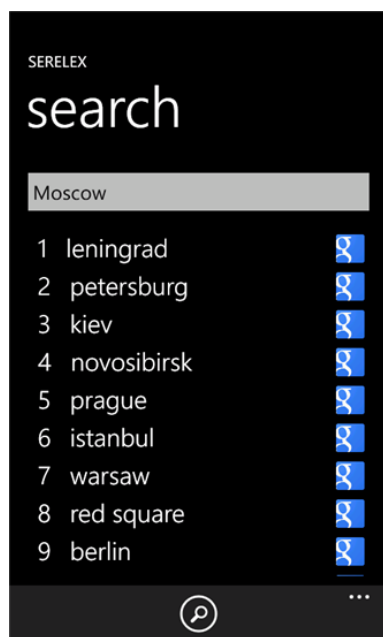 SERELEX
search
Moscow
1 leningrad g
2 petersburg g
3 kiev g
4 novosibirsk g
5 prague g
6 istanbul g
7 warsaw g
8 red square g
9 berlin g